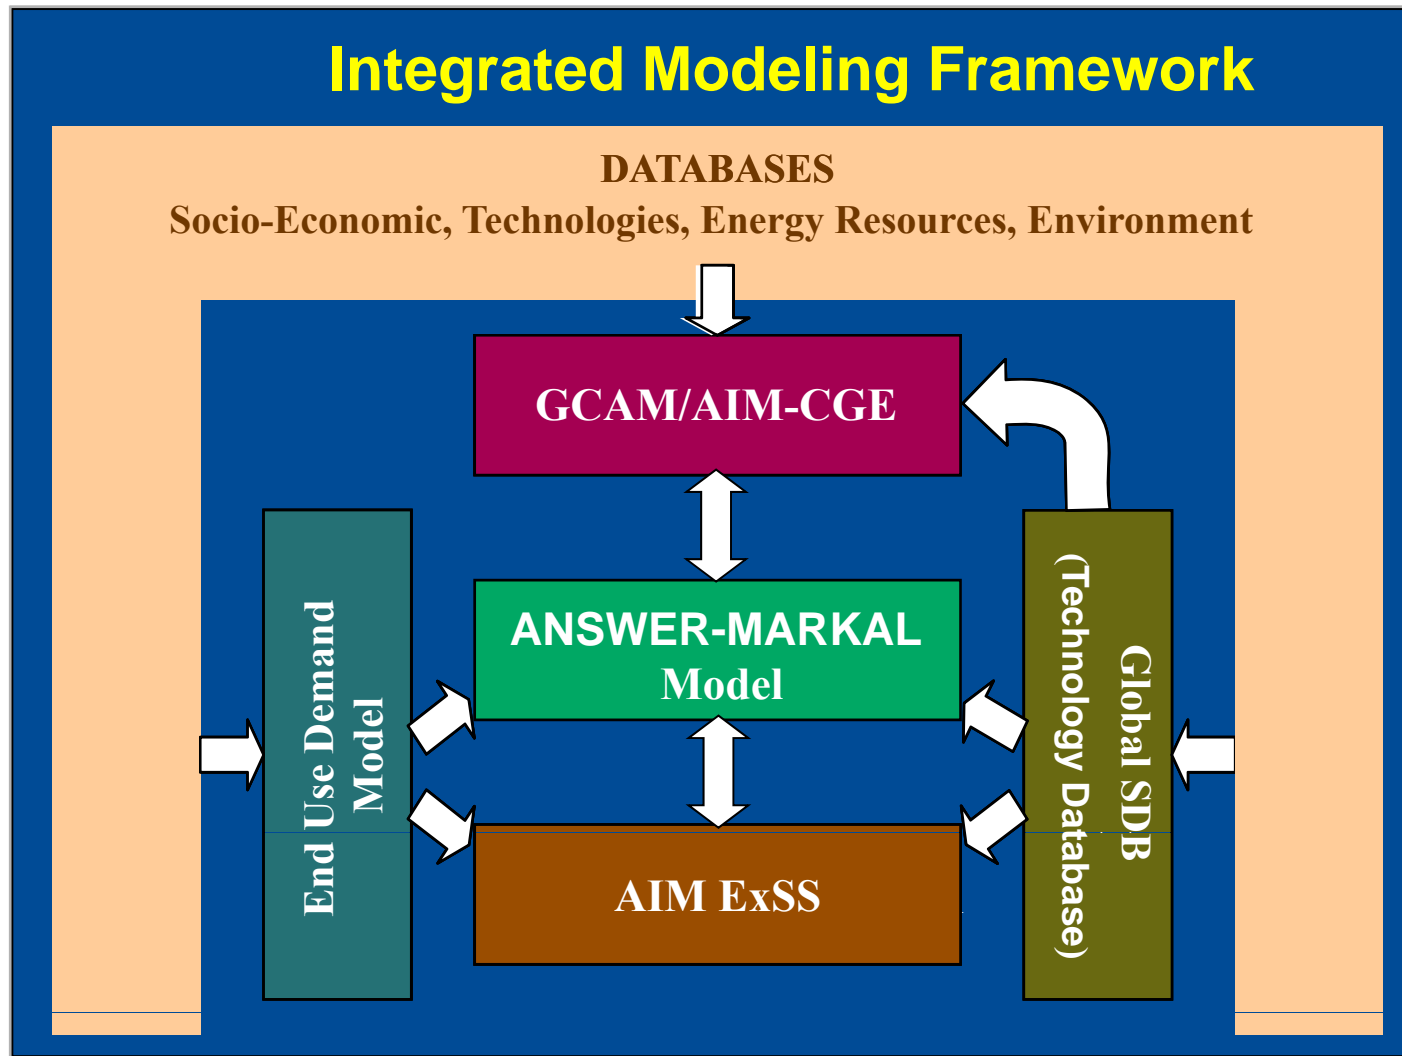 Integrated Modeling Framework
DATABASES
Socio-Economic, Technologies, Energy Resources, Environment
GCAM/AIM-CGE
End Use Demand
Model
ANSWER-MARKAL
Model
Global SDB
(Technology Database)
AIM ExSS